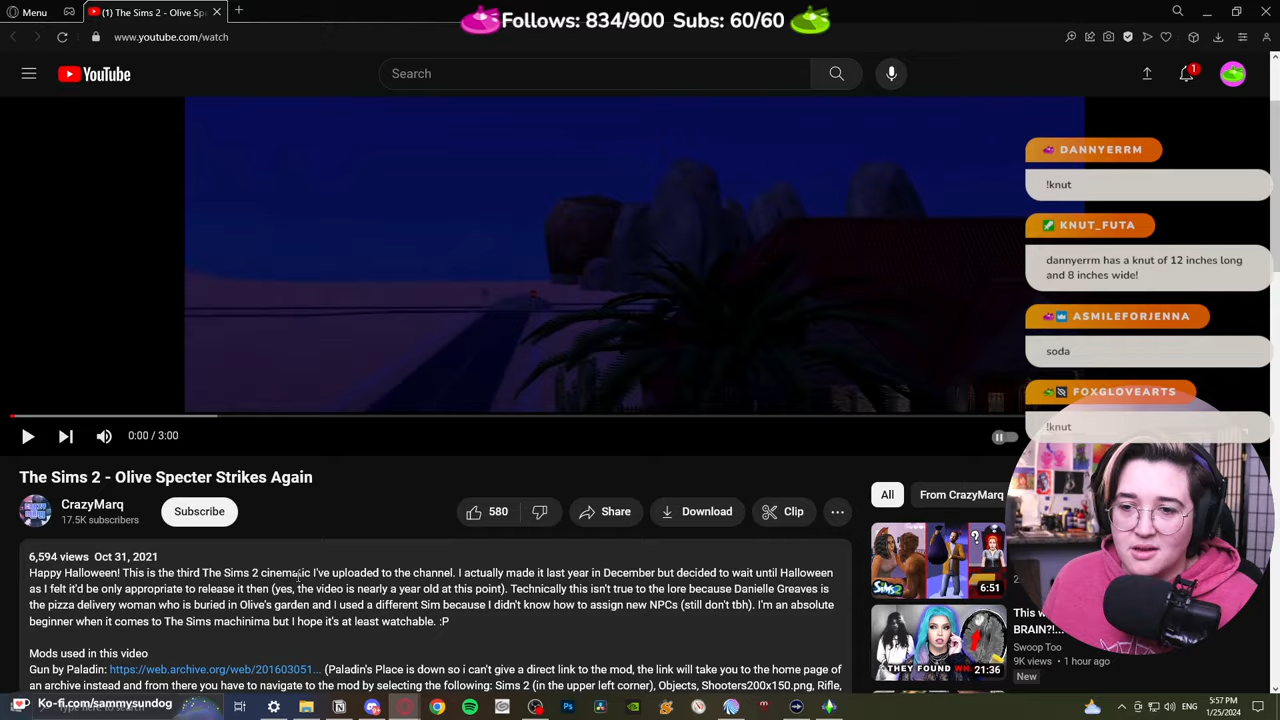 Menu
(1) The Sims 2 - Olive Spe
Follows: 834/900 Subs: 60/60
www.youtube.com/watch
YouTube
Search
1
DANNYERRM
!knut
KNUT_FUTA
dannyerrm has a knut of 12 inches long
and 8 inches wide!
ASMILEFORJENNA
soda
FOXGLOVEARTS
!knut
0:00 / 3:00
The Sims 2 - Olive Specter Strikes Again
CrazyMarq
17.5K subscribers
Subscribe
580
Share
Download
Clip
All
From CrazyMarq
6,594 views Oct 31, 2021
Happy Halloween! This is the third The Sims 2 cinematic I've uploaded to the channel. I actually made it last year in December but decided to wait until Halloween
as I felt it'd be only appropriate to release it then (yes the video is nearly a year old at this point). Technically this isn't true to the lore because Danielle Greaves is
the pizza delivery woman who is buried in Olive's garden and I used a different Sim because I didn't know how to assign new NPCs (still don't tbh). I'm an absolute
beginner when it comes to The Sims machinima but I hope it's at least watchable. :P
Mods used in this video
Gun by Paladin: https://web.archive.org/web/201603051... (Paladin's Place is down so i can't give a direct link to the mod, the link will take you to the home page of
an archive instead and from there you have to navigate to the mod by selecting the following: Sims 2 (in the upper left corner), Objects, Shooters200x150.png, Rifle,
SIMS2
6:51
2
THEY FOUND
21:36
This w
BRAIN?!...
Swoop Too
9K views • 1 hour ago
New
Ko-fi.com/sammysundog
ENG
5:57 PM
1/25/2024